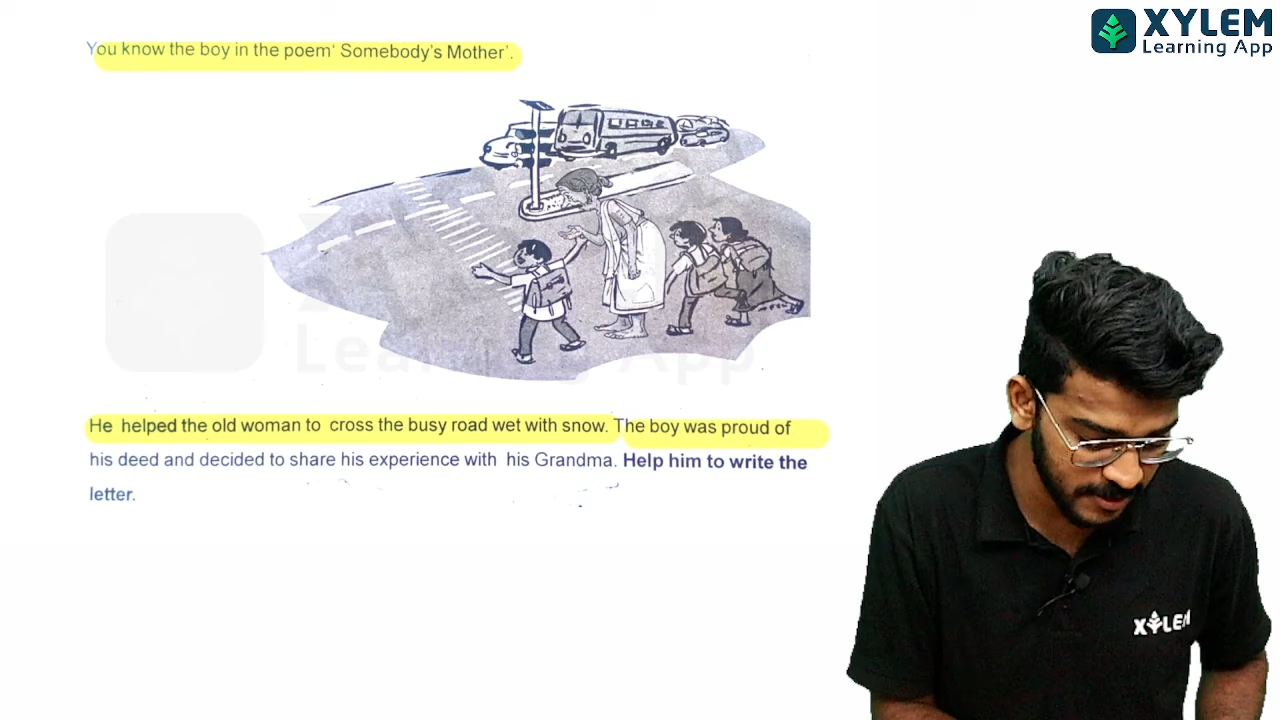 XYLEM
Learning App
You know the boy in the poem‘ Somebody’s Mother’.
Learning App
He helped the old woman to cross the busy road wet with snow. The boy was proud of
his deed and decided to share his experience with his Grandma. Help him to write the
letter.
XYLEM